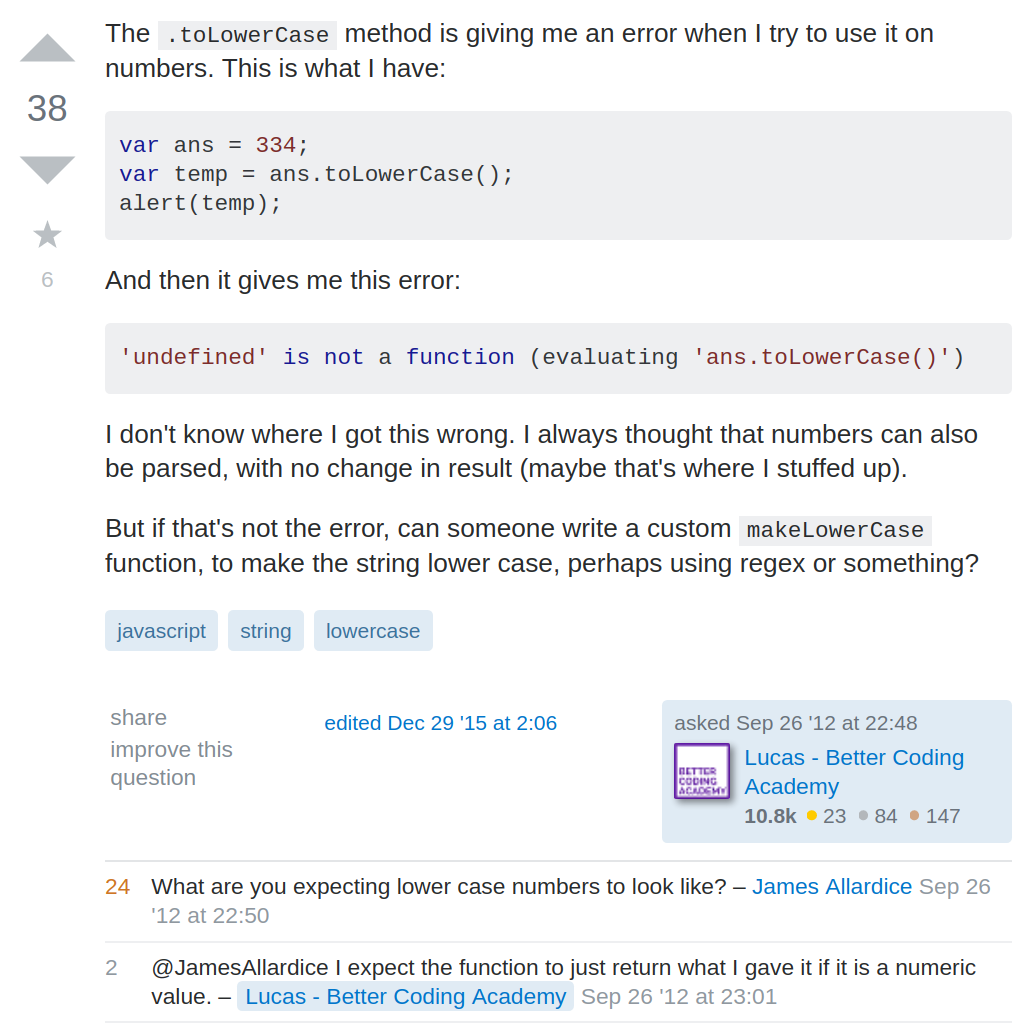 The .toLowerCase method is giving me an error when I try to use it on
numbers. This is what I have:
38
var ans = 334;
var temp = ans.toLowerCase();
alert(temp);
6
And then it gives me this error:
'undefined' is not a function (evaluating 'ans.toLowerCase()')
I don't know where I got this wrong. I always thought that numbers can also
be parsed, with no change in result (maybe that's where I stuffed up).
But if that's not the error, can someone write a custom makeLowerCase
function, to make the string lower case, perhaps using regex or something?
javascript string lowercase
share
improve this
question
edited Dec 29 '15 at 2:06
asked Sep 26 '12 at 22:48
BETTER
CODING
ACADEMY
Lucas - Better Coding
Academy
10.8k 23 84 147
24 What are you expecting lower case numbers to look like? – James Allardice Sep 26
'12 at 22:50
2 @JamesAllardice I expect the function to just return what I gave it if it is a numeric
value. – Lucas - Better Coding Academy Sep 26 '12 at 23:01